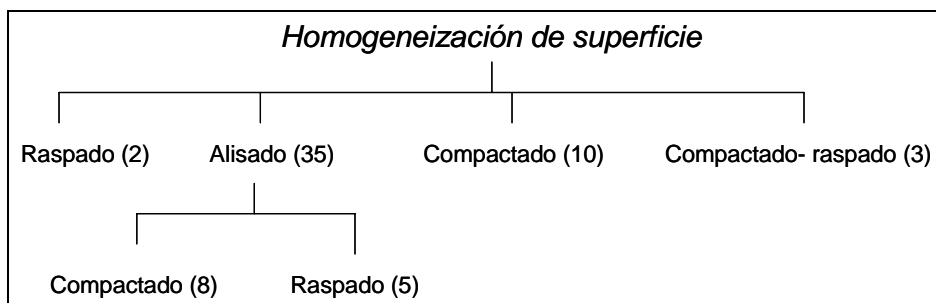 Homogeneización de superficie
Raspado (2) Alisado (35) Compactado (10) Compactado- raspado (3)
Compactado (8) Raspado (5)